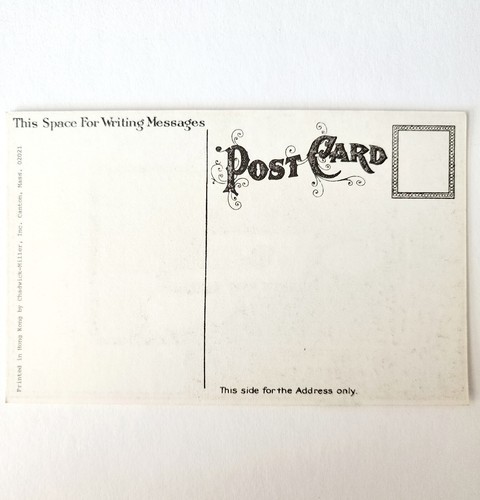 This Space For Writing Messages
POST CARD
Printed in Hong Kong by Chadwick-Miller, Inc. Canton, Mass. 02021
This side for the Address only.